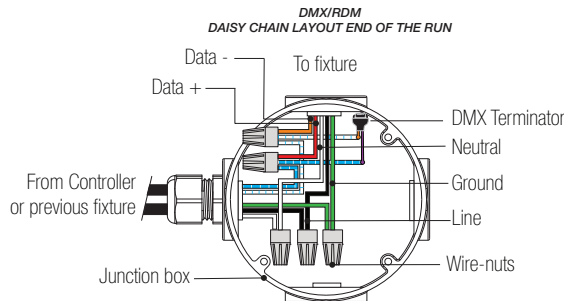 DMX/RDM
DAISY CHAIN LAYOUT END OF THE RUN
Data -
To fixture
Data +
DMX Terminator
Neutral
From Controller
or previous fixture
Ground
Line
Wire-nuts
Junction box